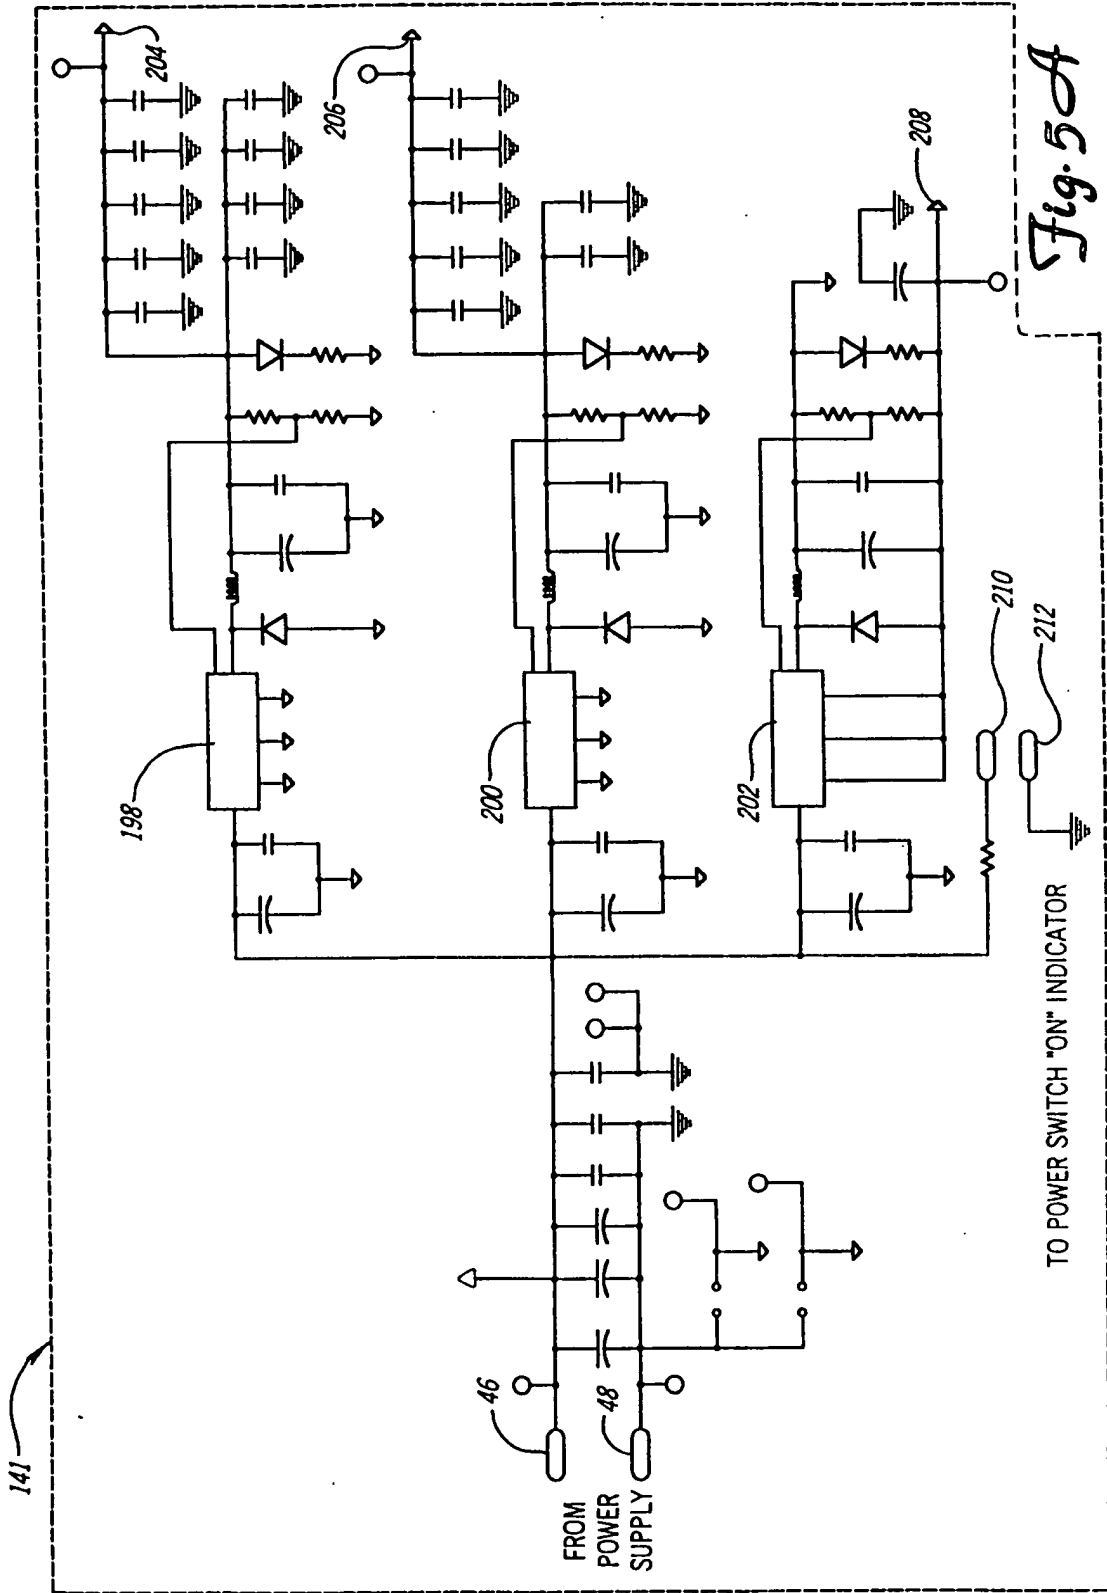 141
204
206
198
200
208
202
210
212
46
48
FROM
POWER
SUPPLY
TO POWER SWITCH "ON" INDICATOR
Fig. 5A